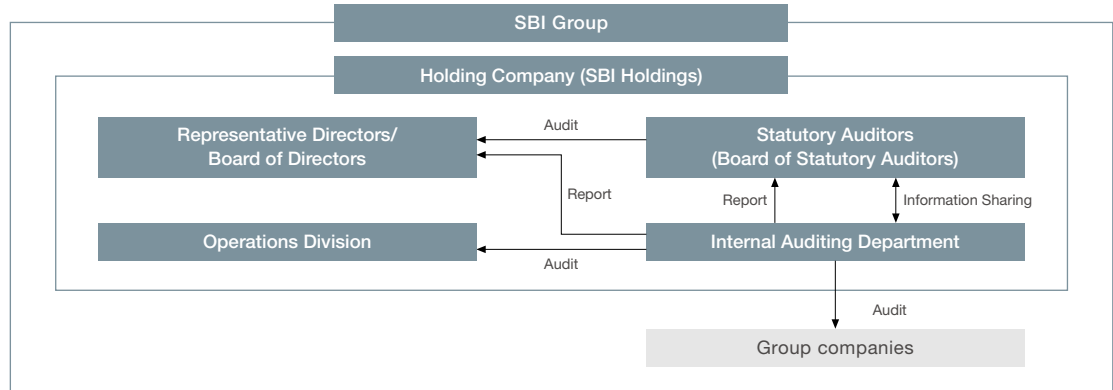 SBI Group
Holding Company (SBI Holdings)
Representative Directors/
Board of Directors
Audit
Statutory Auditors
(Board of Statutory Auditors)
Report
Report
Information Sharing
Operations Division
Audit
Internal Auditing Department
Audit
Group companies